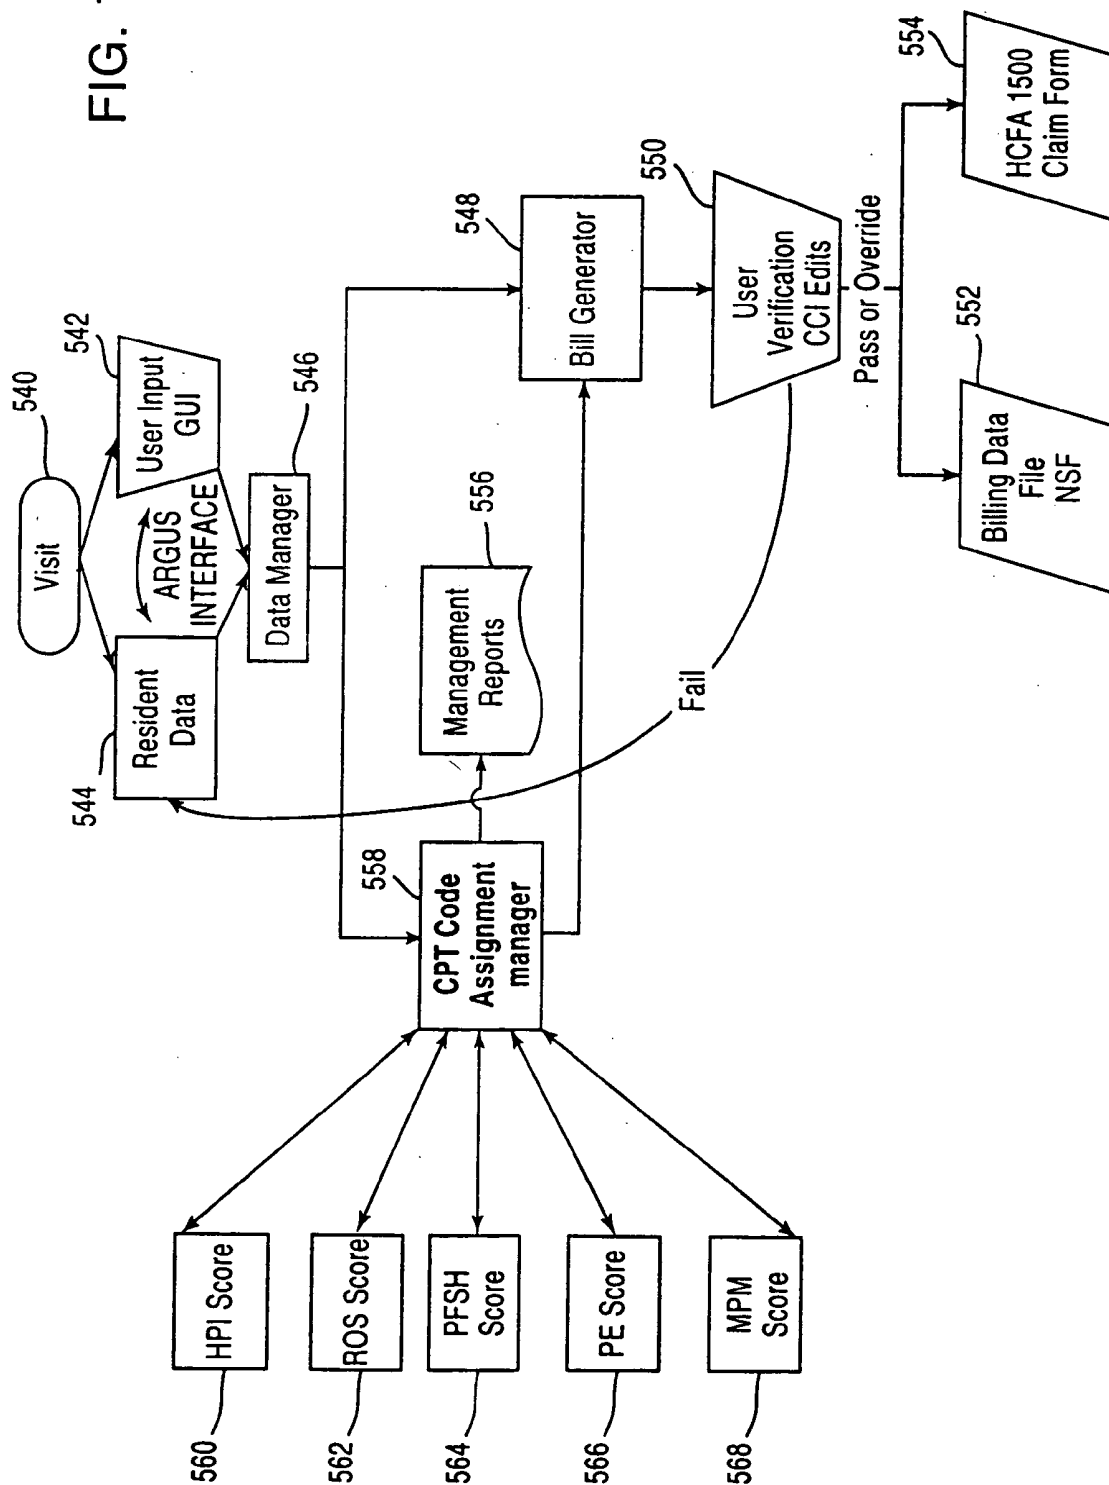 FIG.
540
Visit
542
User Input
GUI
544
Resident
Data
ARGUS
INTERFACE
546
Data Manager
548
Bill Generator
558
CPT Code
Assignment
manager
556
Management
Reports
560
HPI Score
562
ROS Score
564
PFSH
Score
566
PE Score
568
MPM
Score
550
User
Verification
CCI Edits
Fail
Pass or Override
552
Billing Data
File
NSF
554
HCFA 1500
Claim Form